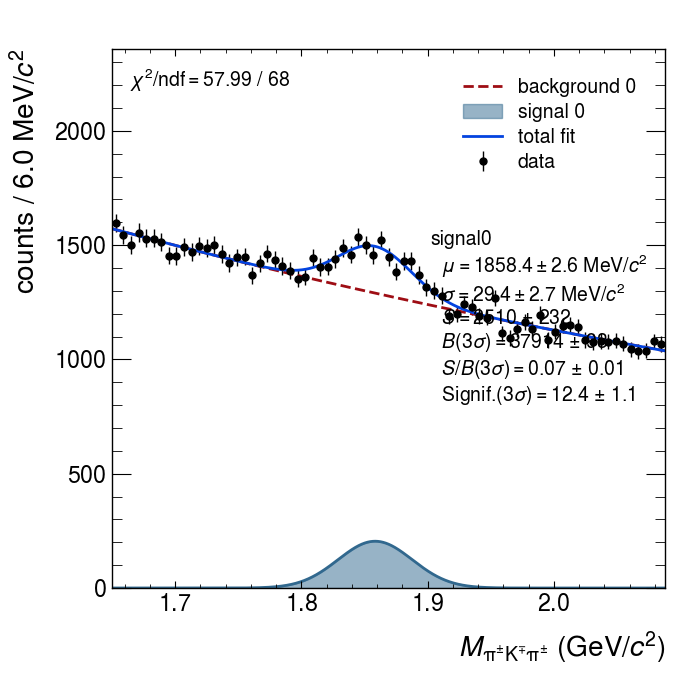 χ²/ndf = 57.99 / 68
background 0
signal 0
total fit
data
signal0
μ = 1858.4 ± 2.6 MeV/c²
σ = 29.4 ± 2.7 MeV/c²
S = 2510 ± 232
B(3σ) =
S/B(3σ) = 0.07 ± 0.01
Signif.(3σ) = 12.4 ± 1.1
counts / 6.0 MeV/c²
2000
1500
1000
500
0
1.7 1.8 1.9 2.0
M_π±K∓π± (GeV/c²)